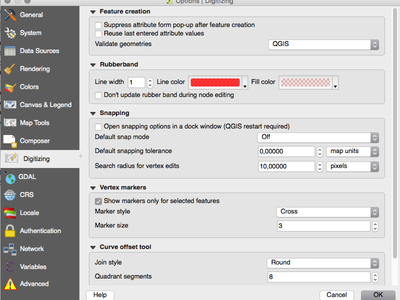 Options | Digitizing
General
System
Data Sources
Rendering
Colors
Canvas & Legend
Map Tools
Composer
Digitizing
GDAL
CRS
Locale
Authentication
Network
Variables
Advanced
Feature creation
Suppress attribute form pop-up after feature creation
Reuse last entered attribute values
Validate geometries QGIS
Rubberband
Line width 1 Line color Fill color
Don't update rubber band during node editing
Snapping
Open snapping options in a dock window (QGIS restart required)
Default snap mode Off
Default snapping tolerance 0,00000 map units
Search radius for vertex edits 10,00000 pixels
Vertex markers
Show markers only for selected features
Marker style Cross
Marker size 3
Curve offset tool
Join style Round
Quadrant segments 8
Help Cancel OK